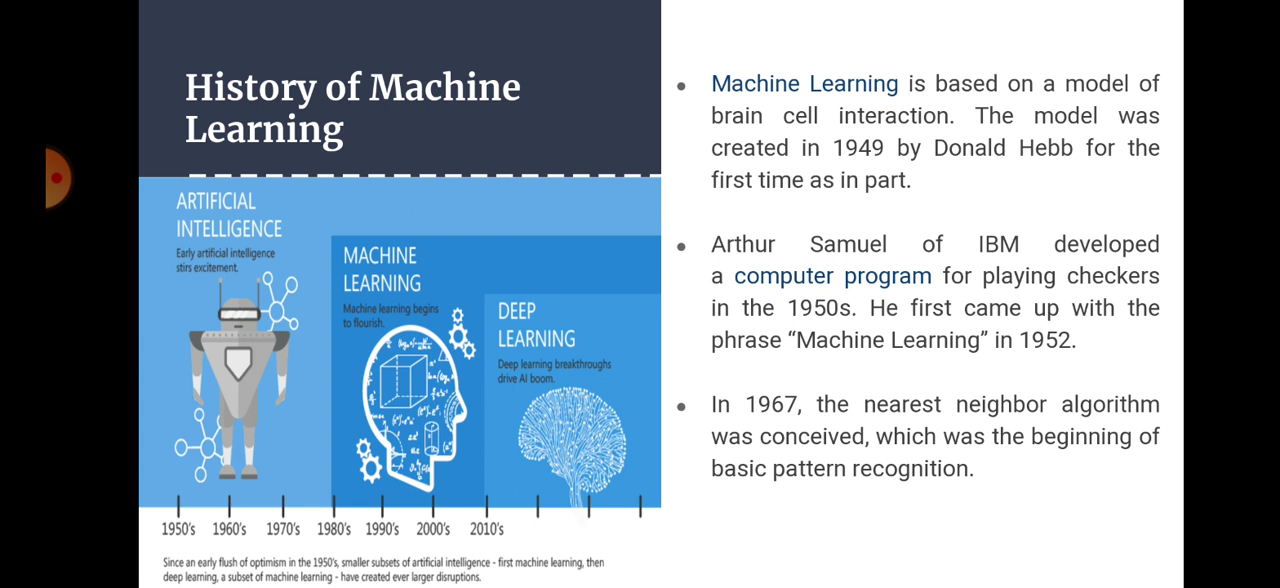 History of Machine
Learning
ARTIFICIAL
INTELLIGENCE
Early artificial intelligence
stirs excitement.
MACHINE
LEARNING
Machine learning begins
to flourish.
DEEP
LEARNING
Deep learning breakthroughs
drive AI boom.
1950's 1960's 1970's 1980's 1990's 2000's 2010's
Since an early flush of optimism in the 1950's, smaller subsets of artificial intelligence - first machine learning, then
deep learning, a subset of machine learning - have created ever larger disruptions.
Machine Learning is based on a model of
brain cell interaction. The model was
created in 1949 by Donald Hebb for the
first time as in part.
Arthur Samuel of IBM developed
a computer program for playing checkers
in the 1950s. He first came up with the
phrase “Machine Learning” in 1952.
In 1967, the nearest neighbor algorithm
was conceived, which was the beginning of
basic pattern recognition.